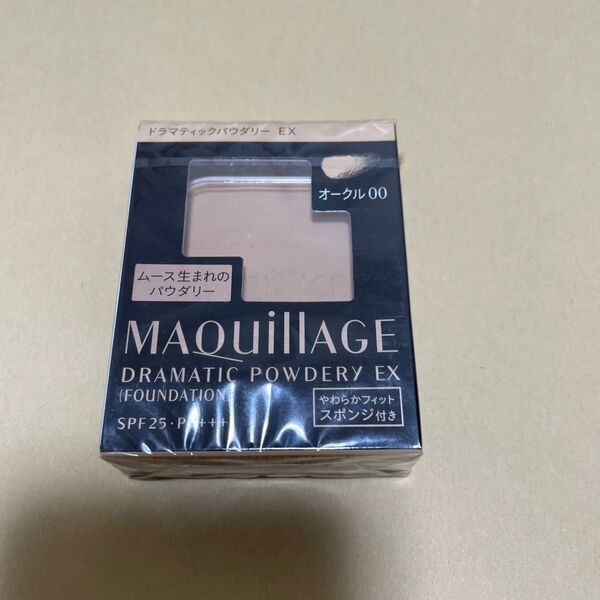 ドラマティックパウダリー EX
オークル00
ムース生まれの
パウダリー
MAQuillAGE
DRAMATIC POWDERY EX
(FOUNDATION)
やわらかフィット
スポンジ付き
SPF25・P